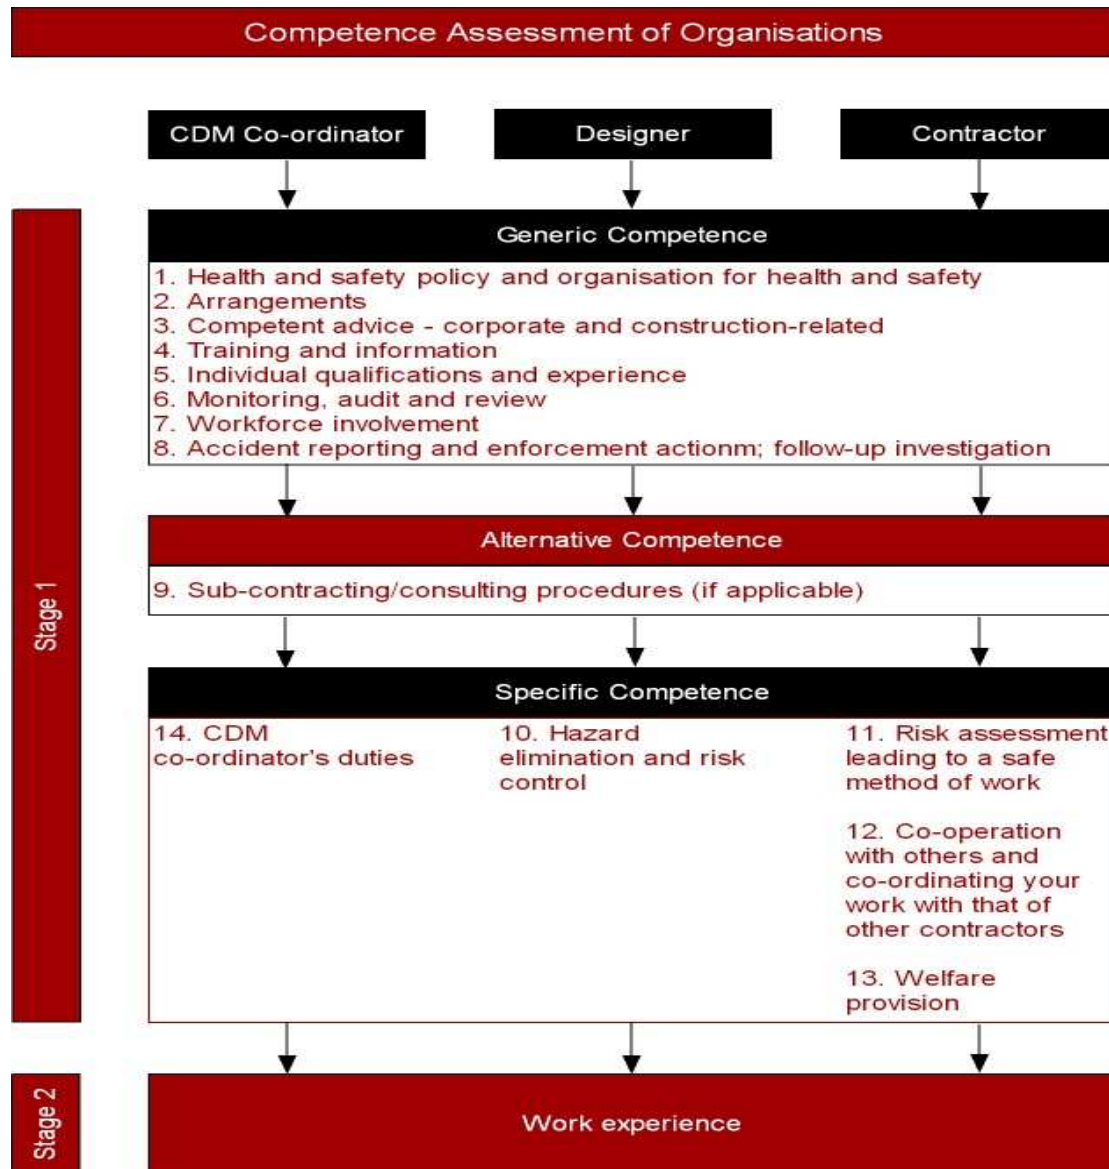 Competence Assessment of Organisations
CDM Co-ordinator
Designer
Contractor
Stage 1
Generic Competence
1. Health and safety policy and organisation for health and safety
2. Arrangements
3. Competent advice - corporate and construction-related
4. Training and information
5. Individual qualifications and experience
6. Monitoring, audit and review
7. Workforce involvement
8. Accident reporting and enforcement actionm; follow-up investigation
Alternative Competence
9. Sub-contracting/consulting procedures (if applicable)
Specific Competence
14. CDM
co-ordinator's duties
10. Hazard
elimination and risk
control
11. Risk assessment
leading to a safe
method of work
12. Co-operation
with others and
co-ordinating your
work with that of
other contractors
13. Welfare
provision
Stage 2
Work experience